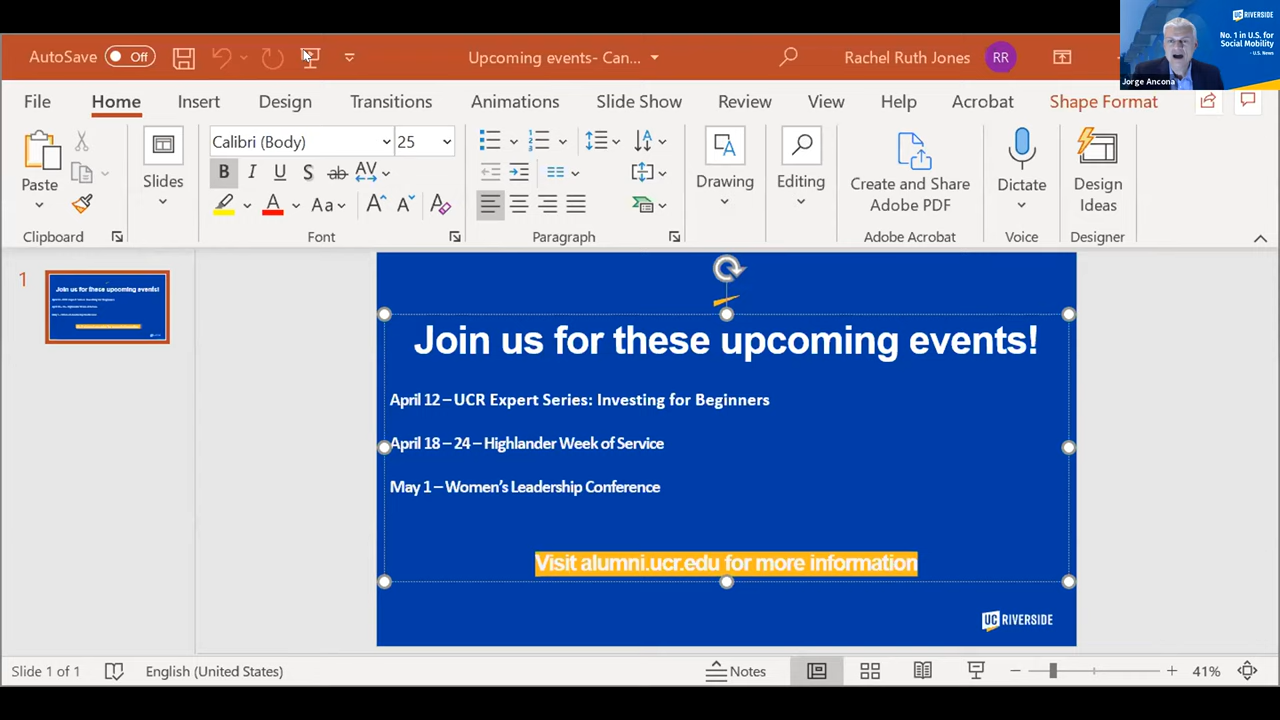 AutoSave Off Upcoming events- Can... Rachel Ruth Jones RR
UC RIVERSIDE
No. 1 in U.S. for
Social Mobility
- U.S. News
Jorge Ancona
File Home Insert Design Transitions Animations Slide Show Review View Help Acrobat Shape Format
Calibri (Body) 25
Paste Slides Drawing Editing Create and Share Adobe PDF Dictate Design Ideas
B I U S ab AV
A Aa A A A
Clipboard Font Paragraph Adobe Acrobat Voice Designer
1
Join us for these upcoming events!
April 12 – UCR Expert Series: Investing for Beginners
April 18 – 24 – Highlander Week of Service
May 1 – Women's Leadership Conference
Visit alumni.ucr.edu for more information
UC RIVERSIDE
Slide 1 of 1 English (United States) Notes 41%